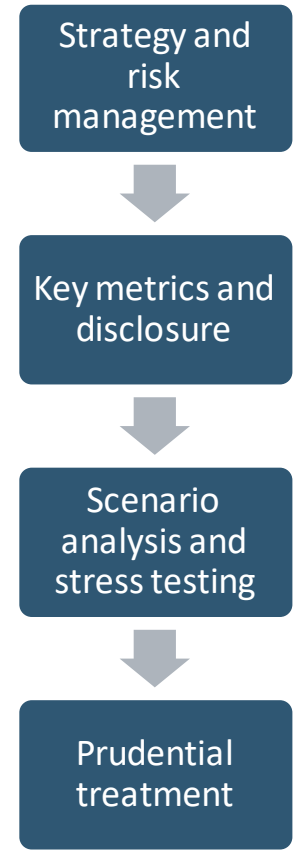 Strategy and
risk
management
Key metrics and
disclosure
Scenario
analysis and
stress testing
Prudential
treatment